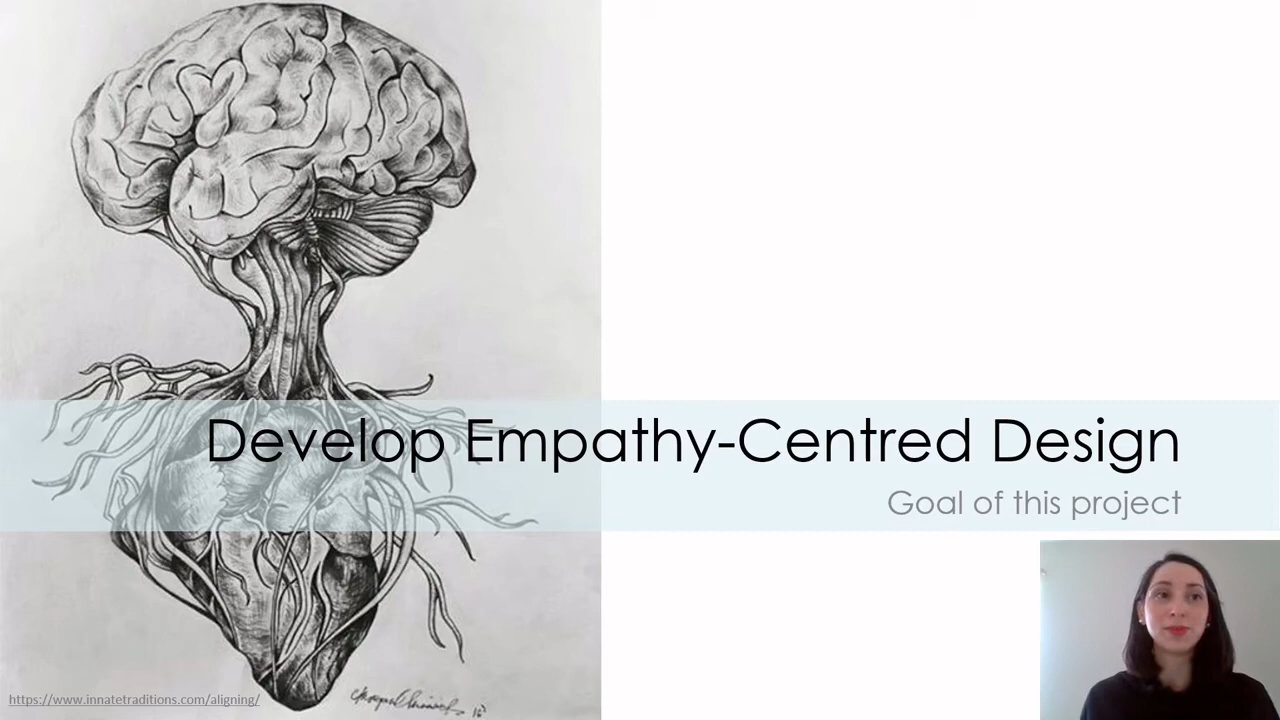 Develop Empathy-Centred Design
Goal of this project
https://www.innatetraditions.com/aligning/